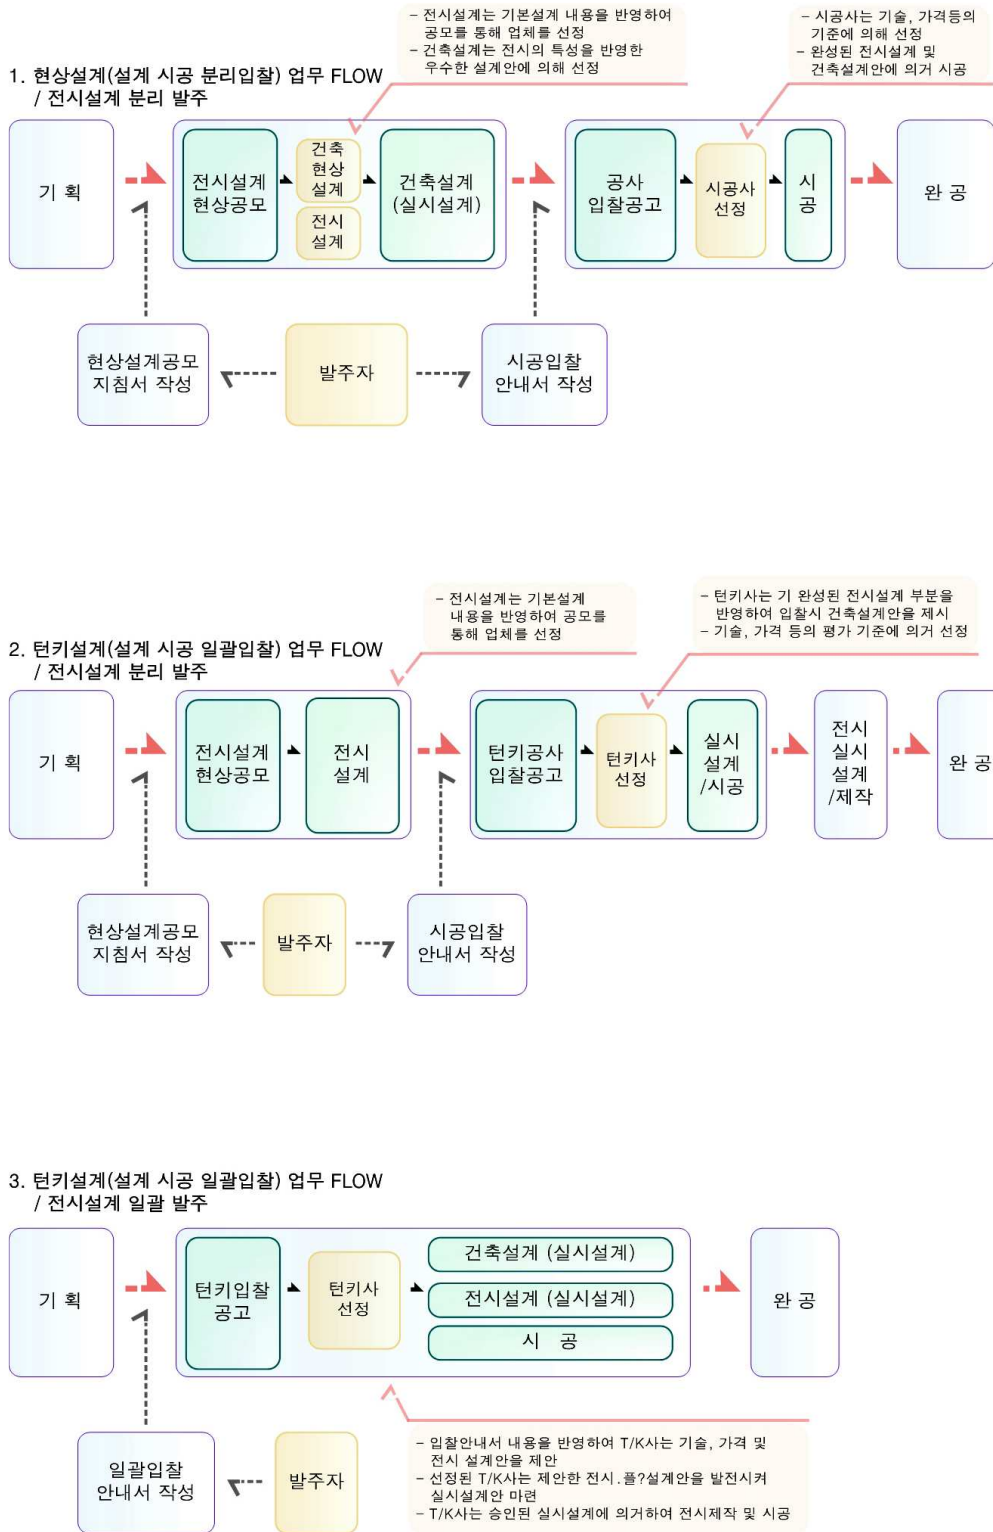 – 전시설계는 기본설계 내용을 반영하여
공모를 통해 업체를 선정
– 건축설계는 전시의 특성을 반영한
우수한 설계안에 의해 선정
– 시공사는 기술, 가격등의
기준에 의해 선정
– 완성된 전시설계 및
건축설계안에 의거 시공
1. 현상설계(설계 시공 분리입찰) 업무 FLOW
/ 전시설계 분리 발주
기 획
전시설계
현상공모
건축
현상
설계
전시
설계
건축설계
(실시설계)
공사
입찰공고
시공사
선정
시
공
완 공
현상설계공모
지침서 작성
발주자
시공입찰
안내서 작성
– 전시설계는 기본설계
내용을 반영하여 공모를
통해 업체를 선정
– 턴키사는 기 완성된 전시설계 부분을
반영하여 입찰시 건축설계안을 제시
– 기술, 가격 등의 평가 기준에 의거 선정
2. 턴키설계(설계 시공 일괄입찰) 업무 FLOW
/ 전시설계 분리 발주
기 획
전시설계
현상공모
전시
설계
턴키공사
입찰공고
턴키사
선정
실시
설계
/시공
전시
실시
설계
/제작
완 공
현상설계공모
지침서 작성
발주자
시공입찰
안내서 작성
3. 턴키설계(설계 시공 일괄입찰) 업무 FLOW
/ 전시설계 일괄 발주
기 획
턴키입찰
공고
턴키사
선정
건축설계 (실시설계)
전시설계 (실시설계)
시 공
완 공
일괄입찰
안내서 작성
발주자
– 입찰안내서 내용을 반영하여 T/K사는 기술, 가격 및
전시 설계안을 제안
– 선정된 T/K사는 제안한 전시.플?설계안을 발전시켜
실시설계안 마련
– T/K사는 승인된 실시설계에 의거하여 전시제작 및 시공